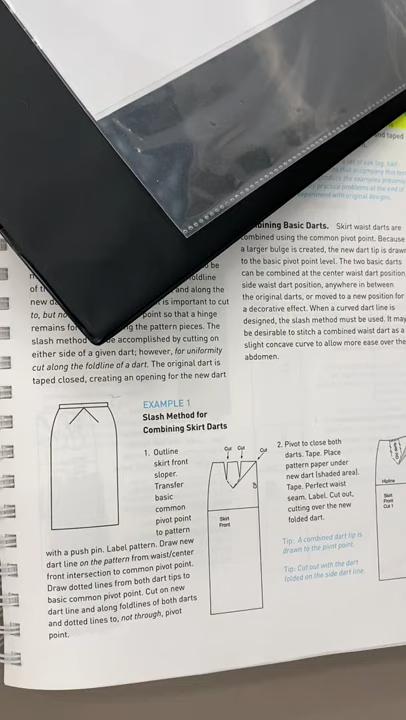 nd taped
Combining Basic Darts. Skirt waist darts are
combined using the common pivot point. Because
a larger bulge is created, the new dart tip is drawn
to the basic pivot point level. The two basic darts
can be combined at the center waist dart position,
side waist dart position, anywhere in between
the original darts, or moved to a new position for
a decorative effect. When a curved dart line is
designed, the slash method must be used. It may
be desirable to stitch a combined waist dart as a
slight concave curve to allow more ease over the
abdomen.
be
foldline
of th and along the
new da is important to cut
to, but no point so that a hinge
remains for ng the pattern pieces. The
slash method be accomplished by cutting on
either side of a given dart; however, for uniformity
cut along the foldline of a dart. The original dart is
taped closed, creating an opening for the new dart
EXAMPLE 1
Slash Method for
Combining Skirt Darts
1. Outline
skirt front
sloper.
Transfer
basic
common
pivot point
to pattern
with a push pin. Label pattern. Draw new
dart line on the pattern from waist/center
front intersection to common pivot point.
Draw dotted lines from both dart tips to
basic common pivot point. Cut on new
dart line and along foldlines of both darts
and dotted lines to, not through, pivot
point.
Cut Cut Cut
Skirt
Front
2. Pivot to close both
darts. Tape. Place
pattern paper under
new dart (shaded area).
Tape. Perfect waist
seam. Label. Cut out,
cutting over the new
folded dart.
Tip: A combined dart tip is
drawn to the pivot point.
Tip: Cut out with the dart
folded on the side dart line.
Hipline
Skirt
Front
Cut 1